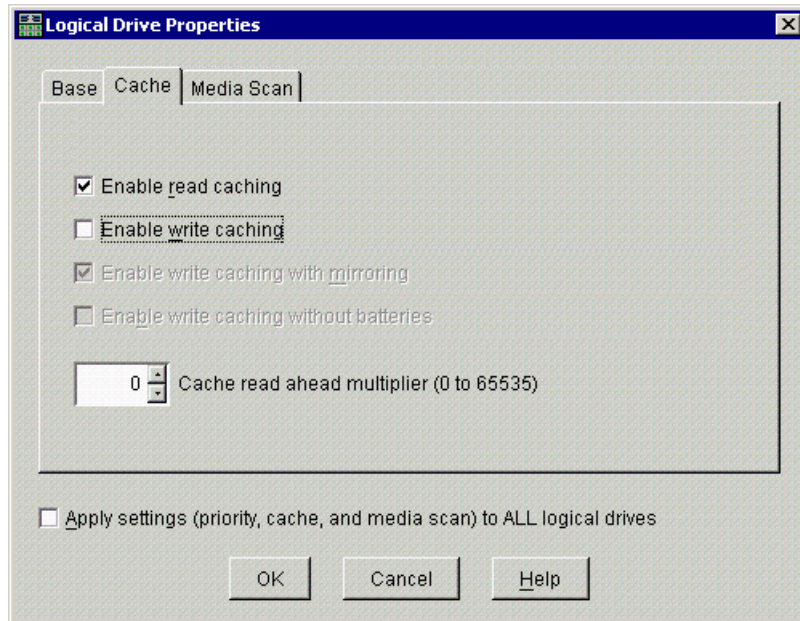 Logical Drive Properties
Base Cache Media Scan
Enable read caching
Enable write caching
Enable write caching with mirroring
Enable write caching without batteries
0 Cache read ahead multiplier (0 to 65535)
Apply settings (priority, cache, and media scan) to ALL logical drives
OK Cancel Help